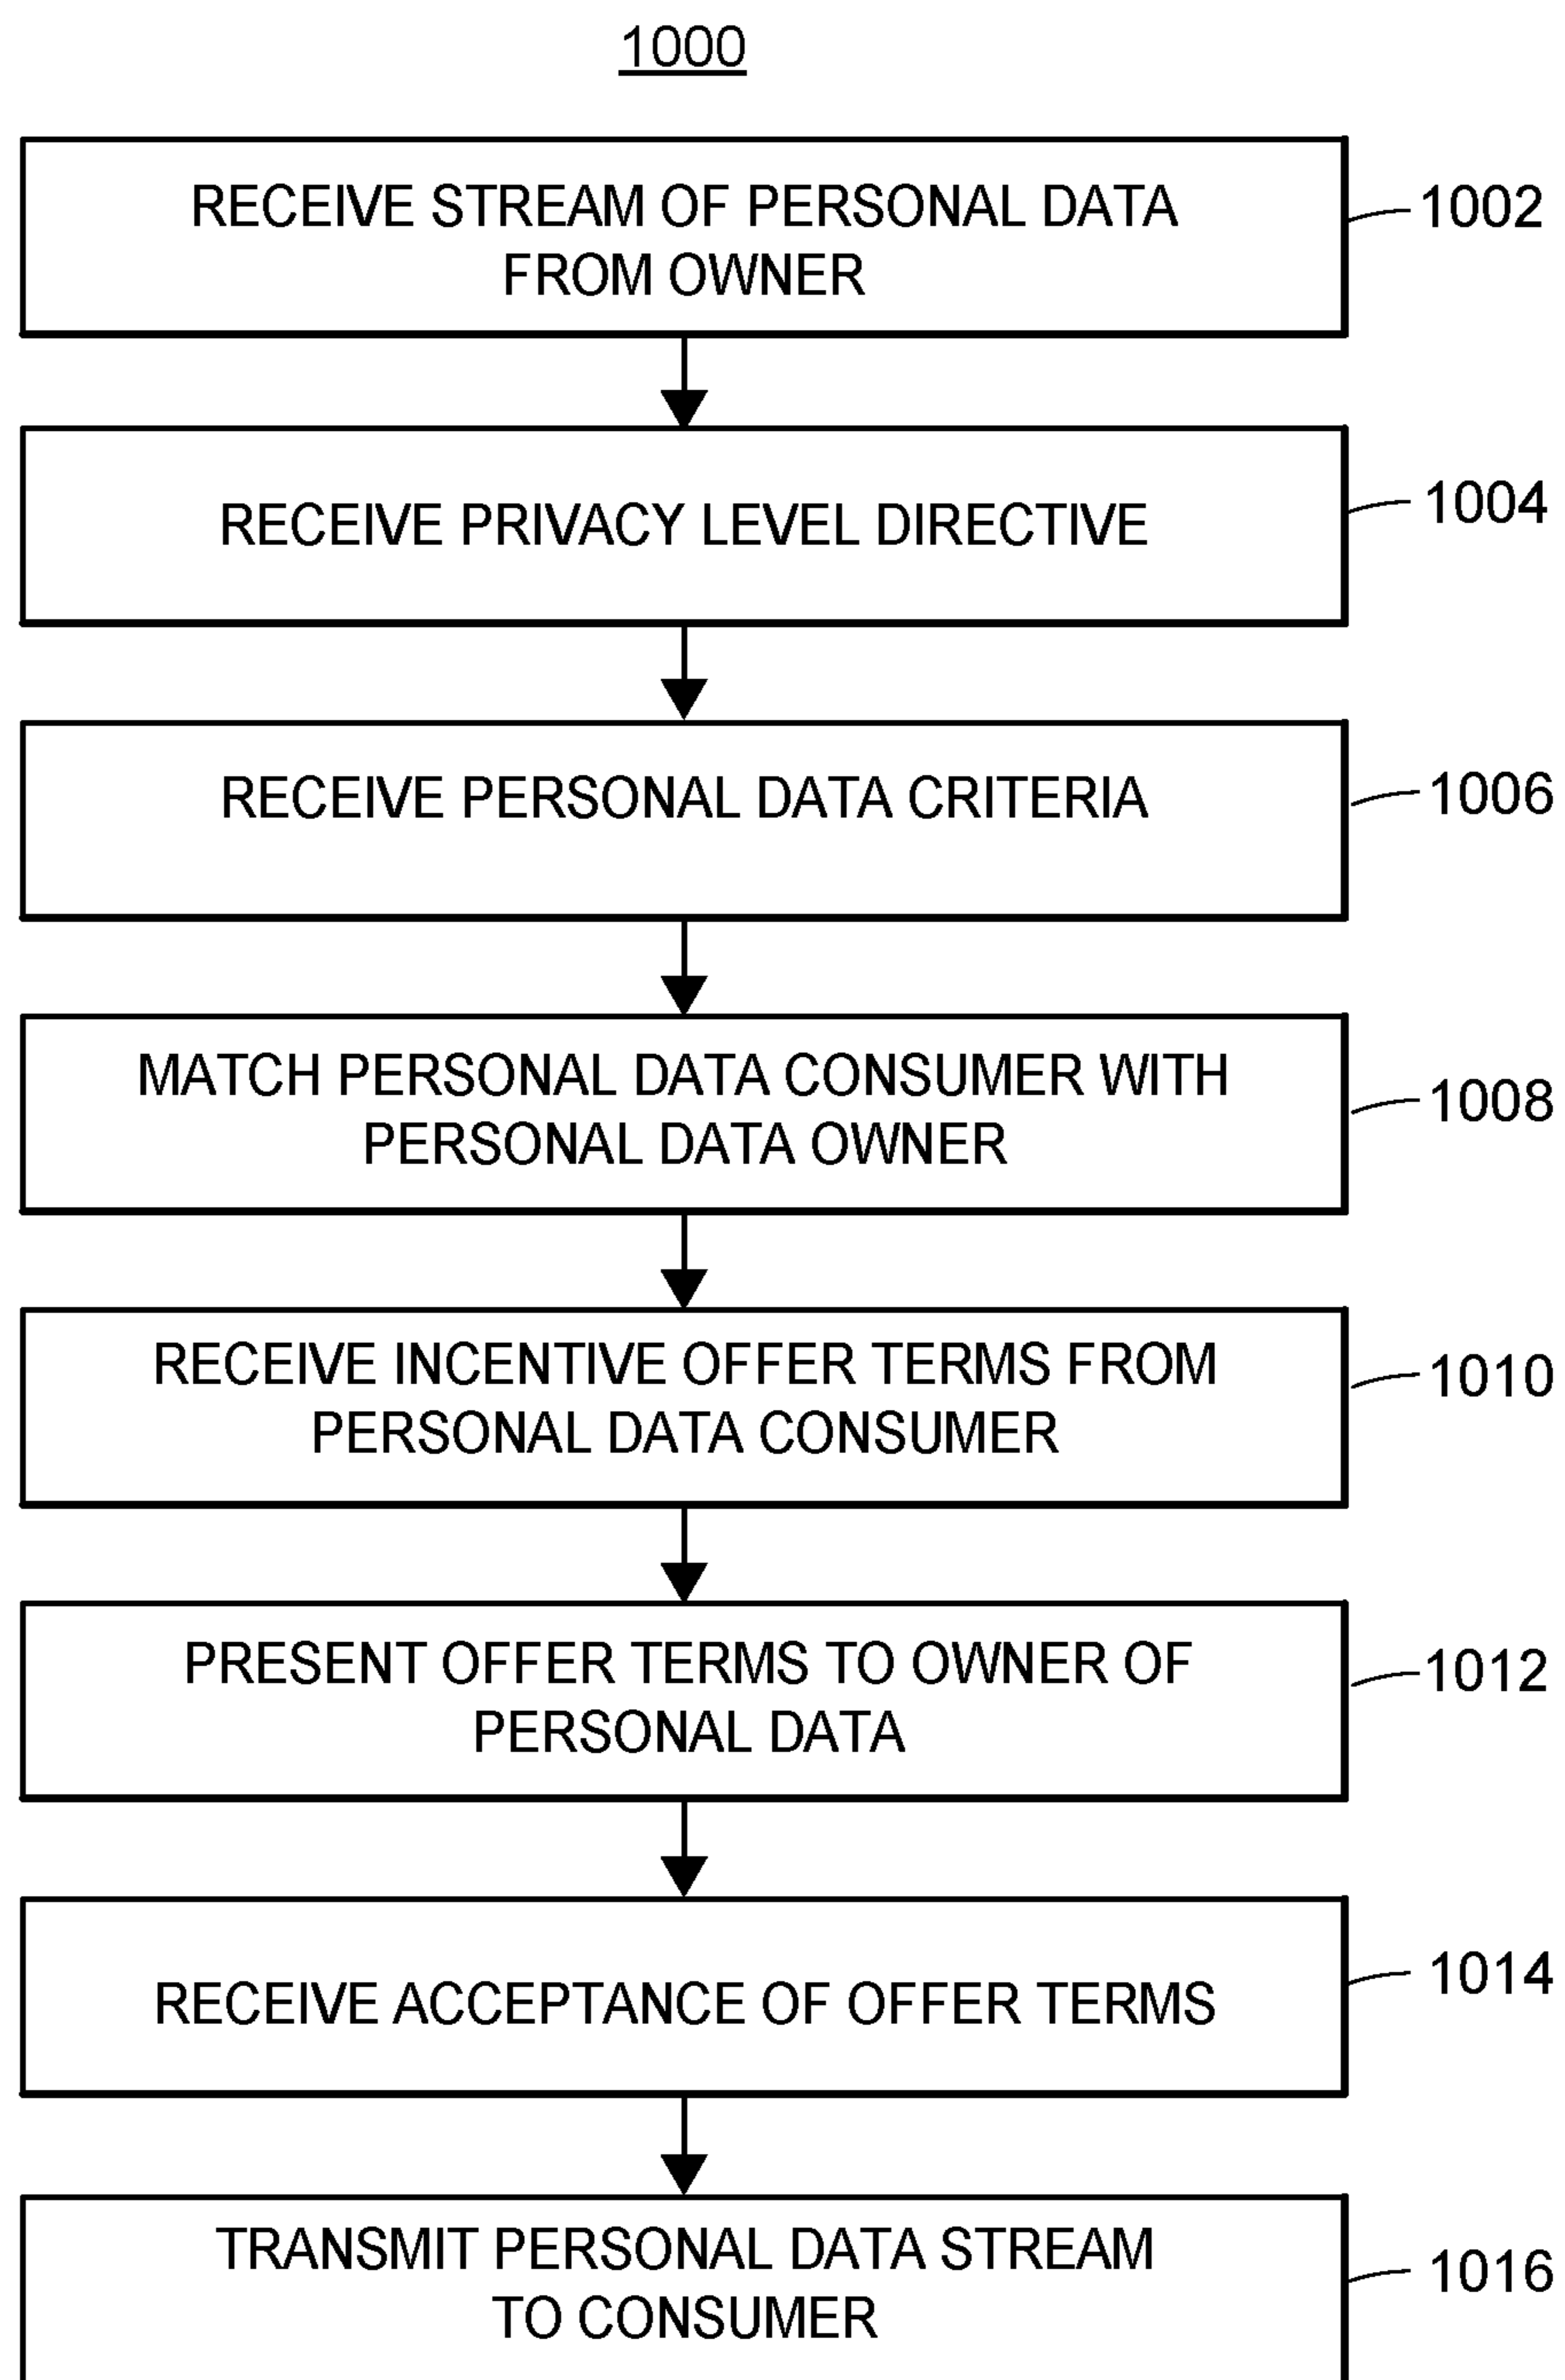 1000
RECEIVE STREAM OF PERSONAL DATA
FROM OWNER
1002
RECEIVE PRIVACY LEVEL DIRECTIVE
1004
RECEIVE PERSONAL DATA CRITERIA
1006
MATCH PERSONAL DATA CONSUMER WITH
PERSONAL DATA OWNER
1008
RECEIVE INCENTIVE OFFER TERMS FROM
PERSONAL DATA CONSUMER
1010
PRESENT OFFER TERMS TO OWNER OF
PERSONAL DATA
1012
RECEIVE ACCEPTANCE OF OFFER TERMS
1014
TRANSMIT PERSONAL DATA STREAM
TO CONSUMER
1016